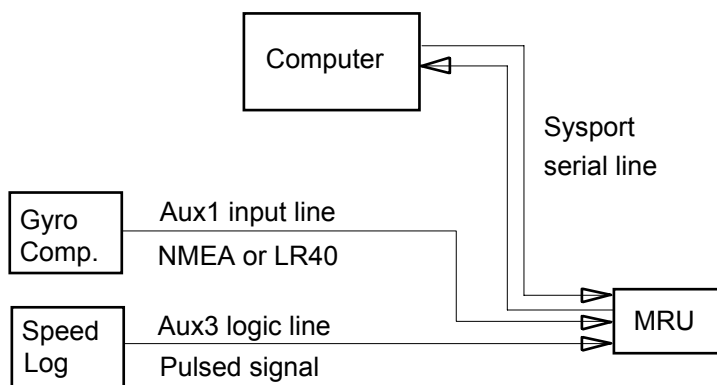 Computer
Sysport
serial line
Gyro
Comp.
Aux1 input line
NMEA or LR40
Speed
Log
Aux3 logic line
Pulsed signal
MRU